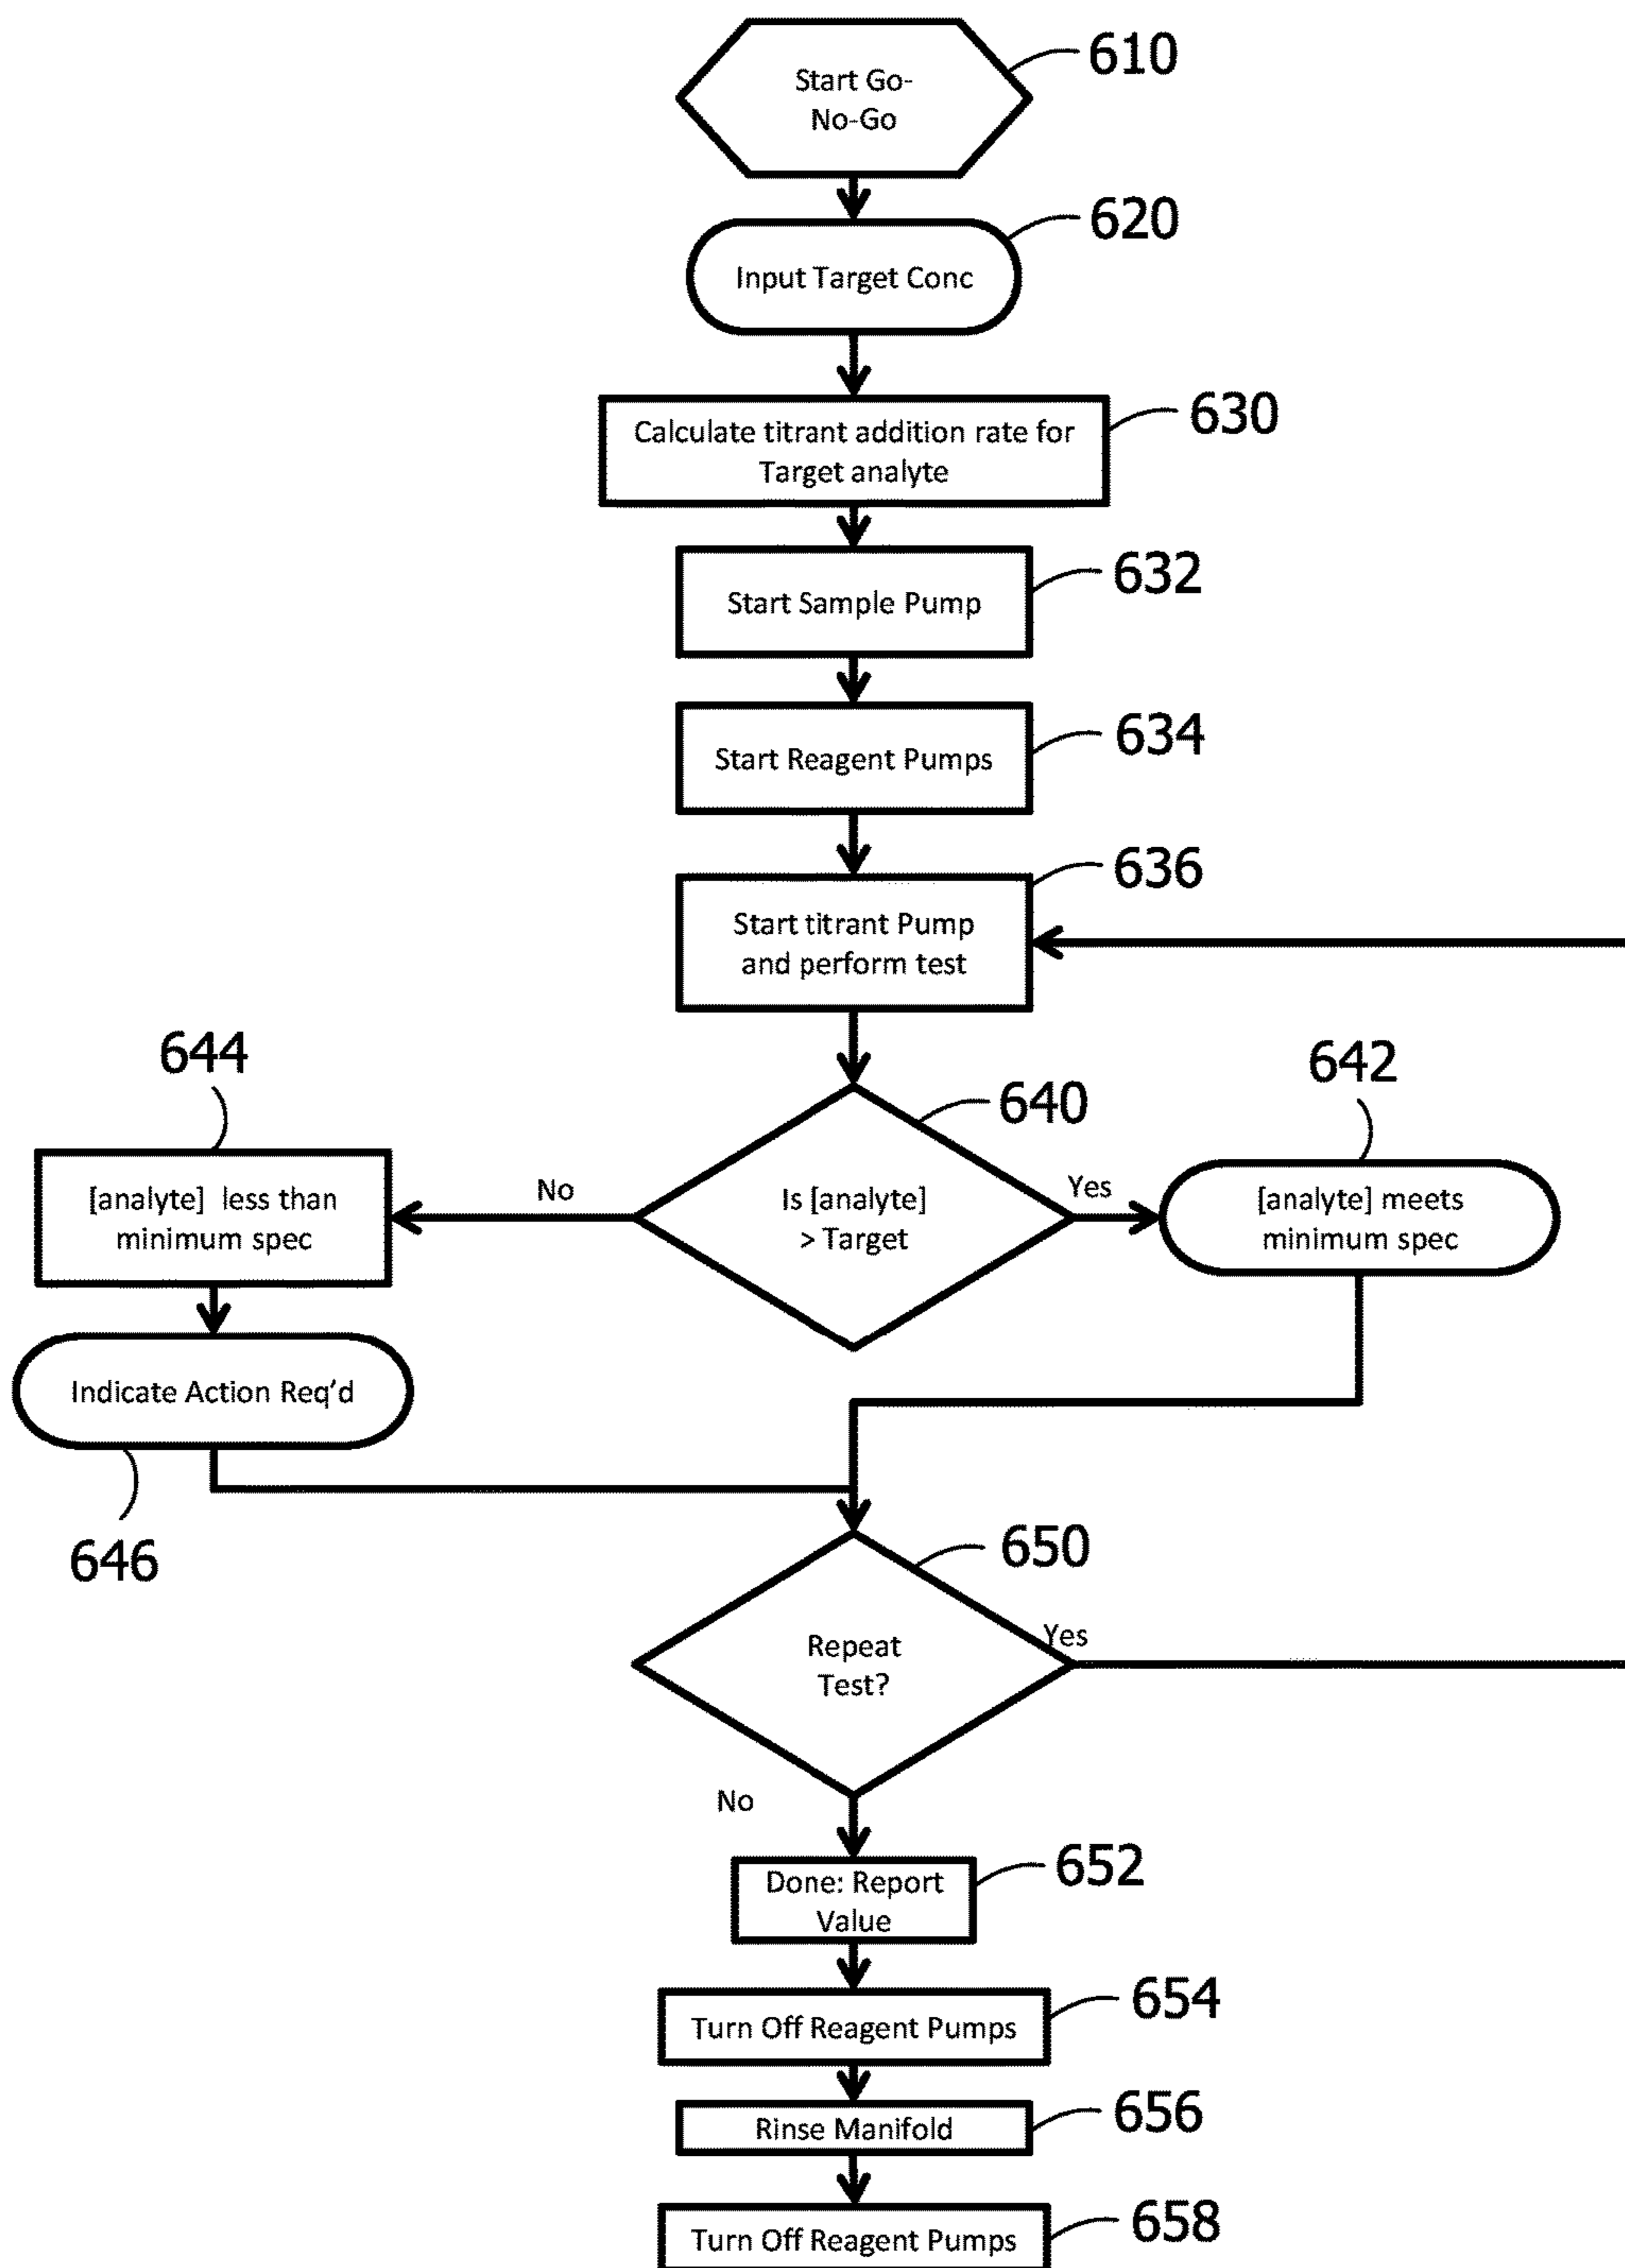 Start Go-
No-Go
610
Input Target Conc
620
Calculate titrant addition rate for
Target analyte
630
Start Sample Pump
632
Start Reagent Pumps
634
Start titrant Pump
and perform test
636
644
[analyte] less than
minimum spec
No
Is [analyte]
> Target
640
Yes
642
[analyte] meets
minimum spec
Indicate Action Req'd
646
Repeat
Test?
650
Yes
No
Done: Report
Value
652
Turn Off Reagent Pumps
654
Rinse Manifold
656
Turn Off Reagent Pumps
658